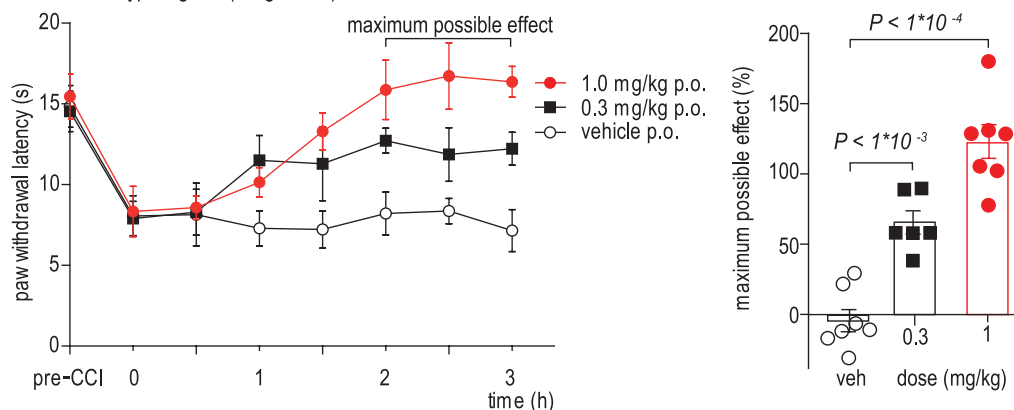 maximum possible effect
20
15
10
5
0
paw withdrawal latency (s)
pre-CCI 0 1 2 3
time (h)
1.0 mg/kg p.o.
0.3 mg/kg p.o.
vehicle p.o.
P < 1*10 -4
P < 1*10 -3
200
150
100
50
0
maximum possible effect (%)
0.3 1
veh dose (mg/kg)